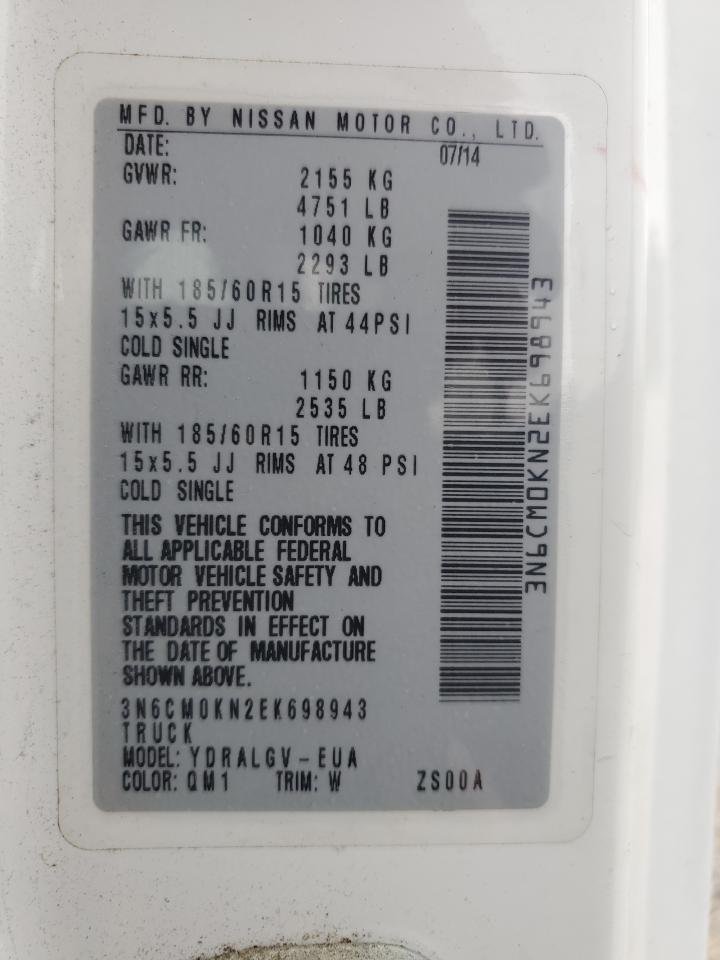 MFD. BY NISSAN MOTOR CO., LTD.
DATE: 07/14
GVWR: 2155 KG
4751 LB
GAWR FR: 1040 KG
2293 LB
WITH 185/60R15 TIRES
15x5.5 JJ RIMS AT 44PSI
COLD SINGLE
GAWR RR: 1150 KG
2535 LB
WITH 185/60R15 TIRES
15x5.5 JJ RIMS AT 48 PSI
COLD SINGLE
THIS VEHICLE CONFORMS TO
ALL APPLICABLE FEDERAL
MOTOR VEHICLE SAFETY AND
THEFT PREVENTION
STANDARDS IN EFFECT ON
THE DATE OF MANUFACTURE
SHOWN ABOVE.
3N6CM0KN2EK698943
TRUCK
MODEL: YDRALGV-EUA
COLOR: QM1 TRIM: W ZS00A
3N6CM0KN2EK698943